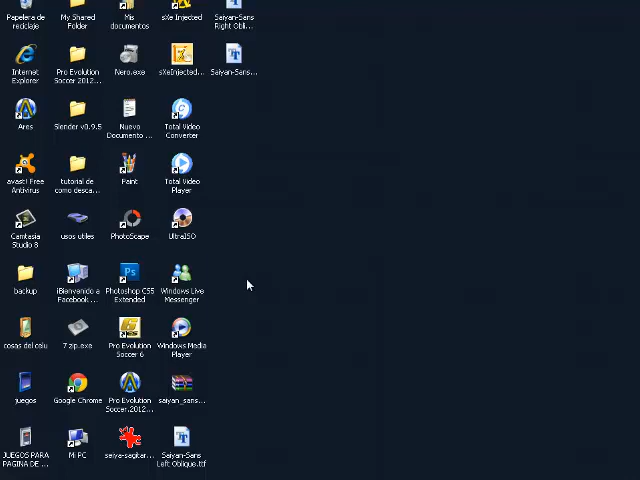 Papelera de
reciclaje
My Shared
Folder
Mis
documentos
sXe Injected
Saiyan-Sans
Right Obli...
Internet
Explorer
Pro Evolution
Soccer 2012...
Nero.exe
sXeInjected...
Saiyan-Sans...
Ares
Slender v0.9.5
Nuevo
Documento ...
Total Video
Converter
avast! Free
Antivirus
tutorial de
como desca...
Paint
Total Video
Player
Camtasia
Studio 8
usos utiles
PhotoScape
UltraISO
backup
¡Bienvenido a
Facebook ...
Photoshop CS5
Extended
Windows Live
Messenger
cosas del celu
7 zip.exe
Pro Evolution
Soccer 6
Windows Media
Player
juegos
Google Chrome
Pro Evolution
Soccer.2012...
saiyan_sans...
JUEGOS PARA
PAGINA DE ...
Mi PC
seiya-sagitar...
Saiyan-Sans
Left Oblique.ttf